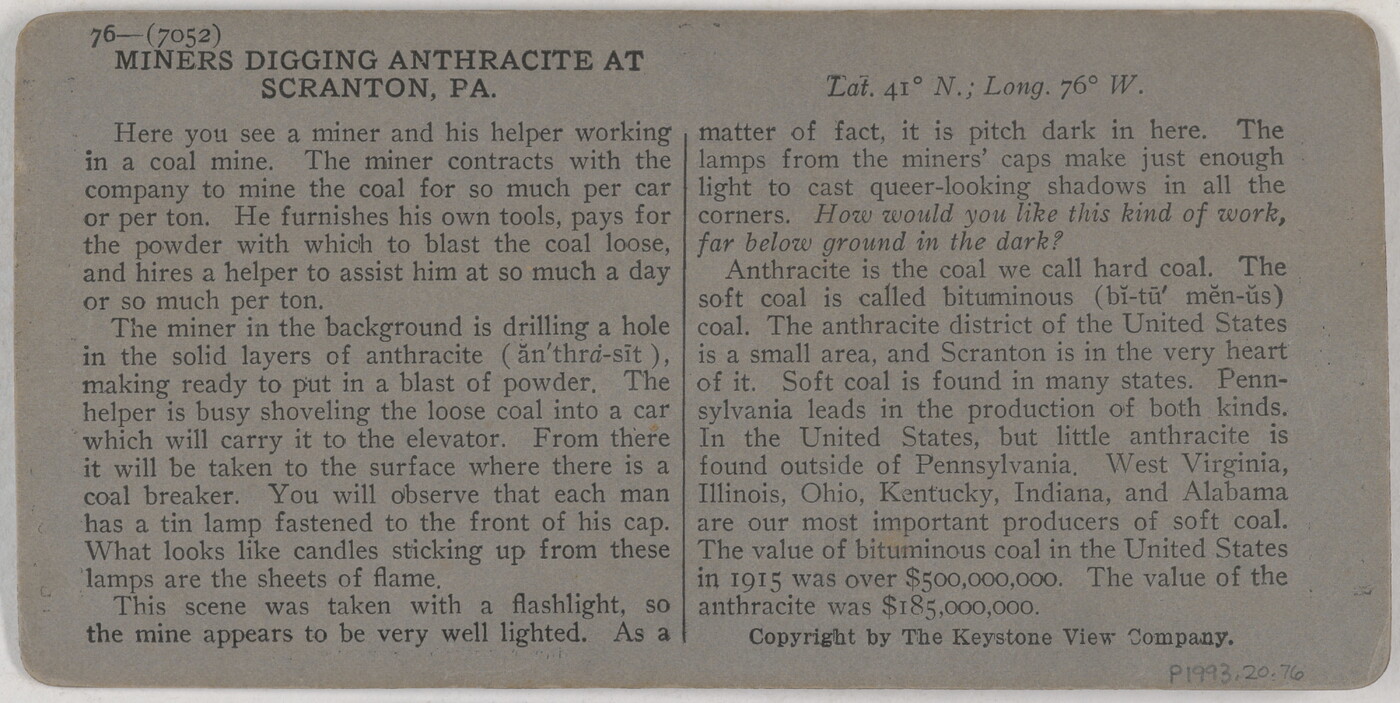 76—(7052)
MINERS DIGGING ANTHRACITE AT
SCRANTON, PA.
Lat. 41° N.; Long. 76° W.
Here you see a miner and his helper working
in a coal mine. The miner contracts with the
company to mine the coal for so much per car
or per ton. He furnishes his own tools, pays for
the powder with which to blast the coal loose,
and hires a helper to assist him at so much a day
or so much per ton.
The miner in the background is drilling a hole
in the solid layers of anthracite (ăn′thrȧ-sīt),
making ready to put in a blast of powder. The
helper is busy shoveling the loose coal into a car
which will carry it to the elevator. From there
it will be taken to the surface where there is a
coal breaker. You will observe that each man
has a tin lamp fastened to the front of his cap.
What looks like candles sticking up from these
lamps are the sheets of flame.
This scene was taken with a flashlight, so
the mine appears to be very well lighted. As a
matter of fact, it is pitch dark in here. The
lamps from the miners’ caps make just enough
light to cast queer-looking shadows in all the
corners. How would you like this kind of work,
far below ground in the dark?
Anthracite is the coal we call hard coal. The
soft coal is called bituminous (bĭ-tū′ mĕn-ŭs)
coal. The anthracite district of the United States
is a small area, and Scranton is in the very heart
of it. Soft coal is found in many states. Penn-
sylvania leads in the production of both kinds.
In the United States, but little anthracite is
found outside of Pennsylvania. West Virginia,
Illinois, Ohio, Kentucky, Indiana, and Alabama
are our most important producers of soft coal.
The value of bituminous coal in the United States
in 1915 was over $500,000,000. The value of the
anthracite was $185,000,000.
Copyright by The Keystone View Company.
P1993.20.76